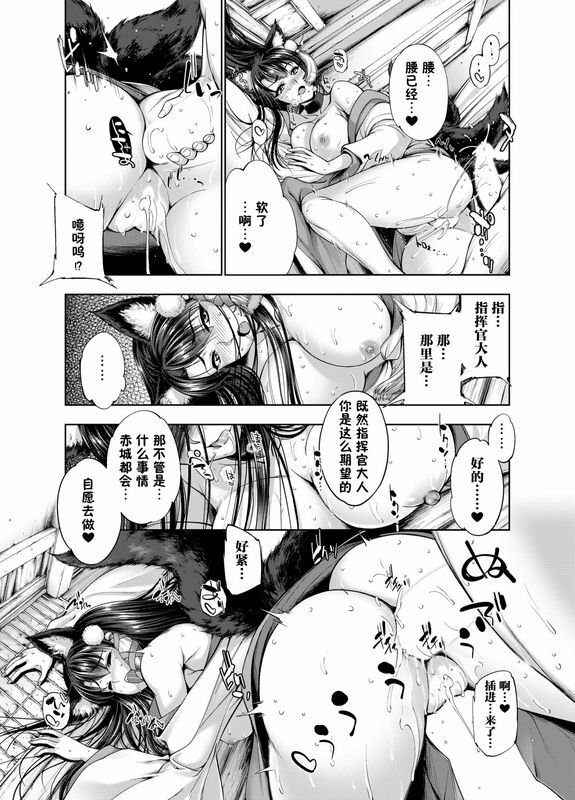 腰…
腰已经
…♥
软了
…啊…♥
噫呀呜!?
指…
指挥官大人
那…
那里是…
……
好的……♥
既然指挥官大人
你是这么期望的
那不管是…
什么事情
赤城都会…
自愿去做♥
好紧…
啊…♥
插进…来了…